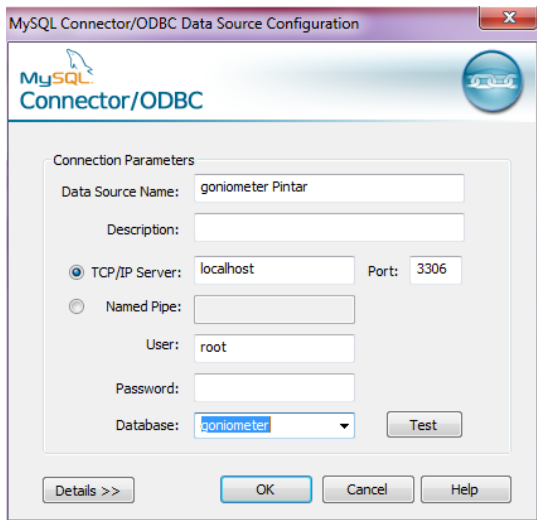 MySQL Connector/ODBC Data Source Configuration
x
MySQL
Connector/ODBC
Connection Parameters
Data Source Name: goniometer Pintar
Description:
TCP/IP Server: localhost Port: 3306
Named Pipe:
User: root
Password:
Database: goniometer Test
Details >> OK Cancel Help